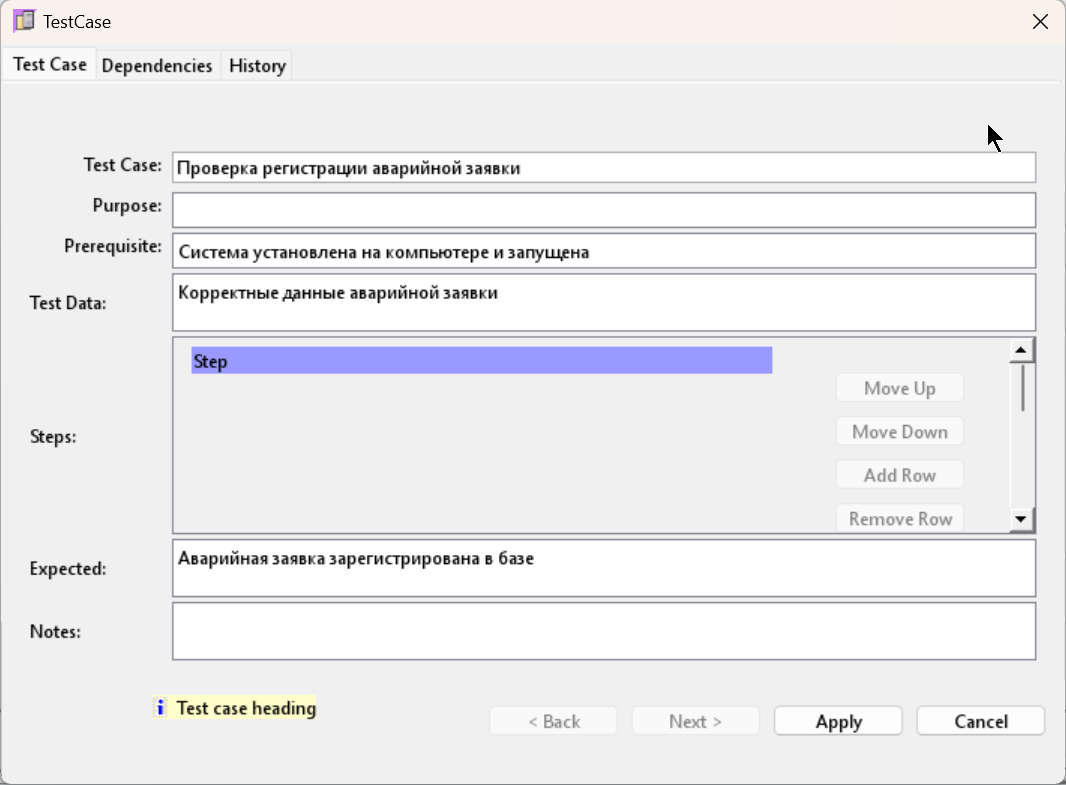 TestCase
Test Case Dependencies History
Test Case: Проверка регистрации аварийной заявки
Purpose:
Prerequisite: Система установлена на компьютере и запущена
Test Data: Корректные данные аварийной заявки
Step
Move Up
Move Down
Steps:
Add Row
Remove Row
Expected: Аварийная заявка зарегистрирована в базе
Notes:
i Test case heading
< Back Next > Apply Cancel